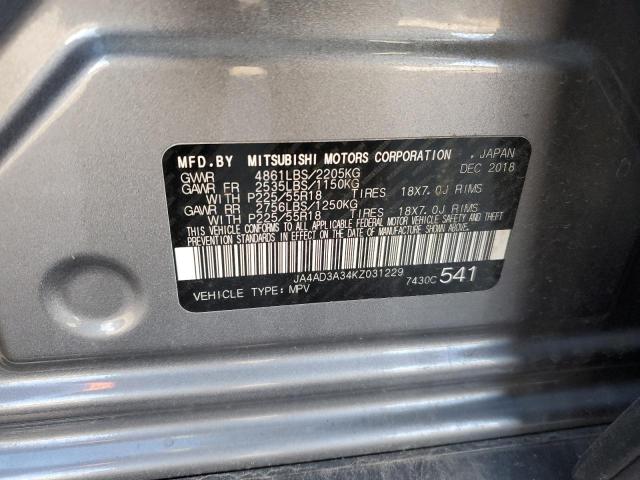 MFD.BY MITSUBISHI MOTORS CORPORATION , JAPAN
GVWR 4861LBS/2205KG DEC 2018
GAWR FR 2535LBS/1150KG
WITH P225/55R18 TIRES 18X7.0J RIMS
GAWR RR 2756LBS/1250KG
WITH P225/55R18 TIRES 18X7.0J RIMS
THIS VEHICLE CONFORMS TO ALL APPLICABLE FEDERAL MOTOR VEHICLE SAFETY AND THEFT
PREVENTION STANDARDS IN EFFECT ON THE DATE OF MANUFACTURE SHOWN ABOVE.
JA4AD3A34KZ031229 7430C 541
VEHICLE TYPE: MPV